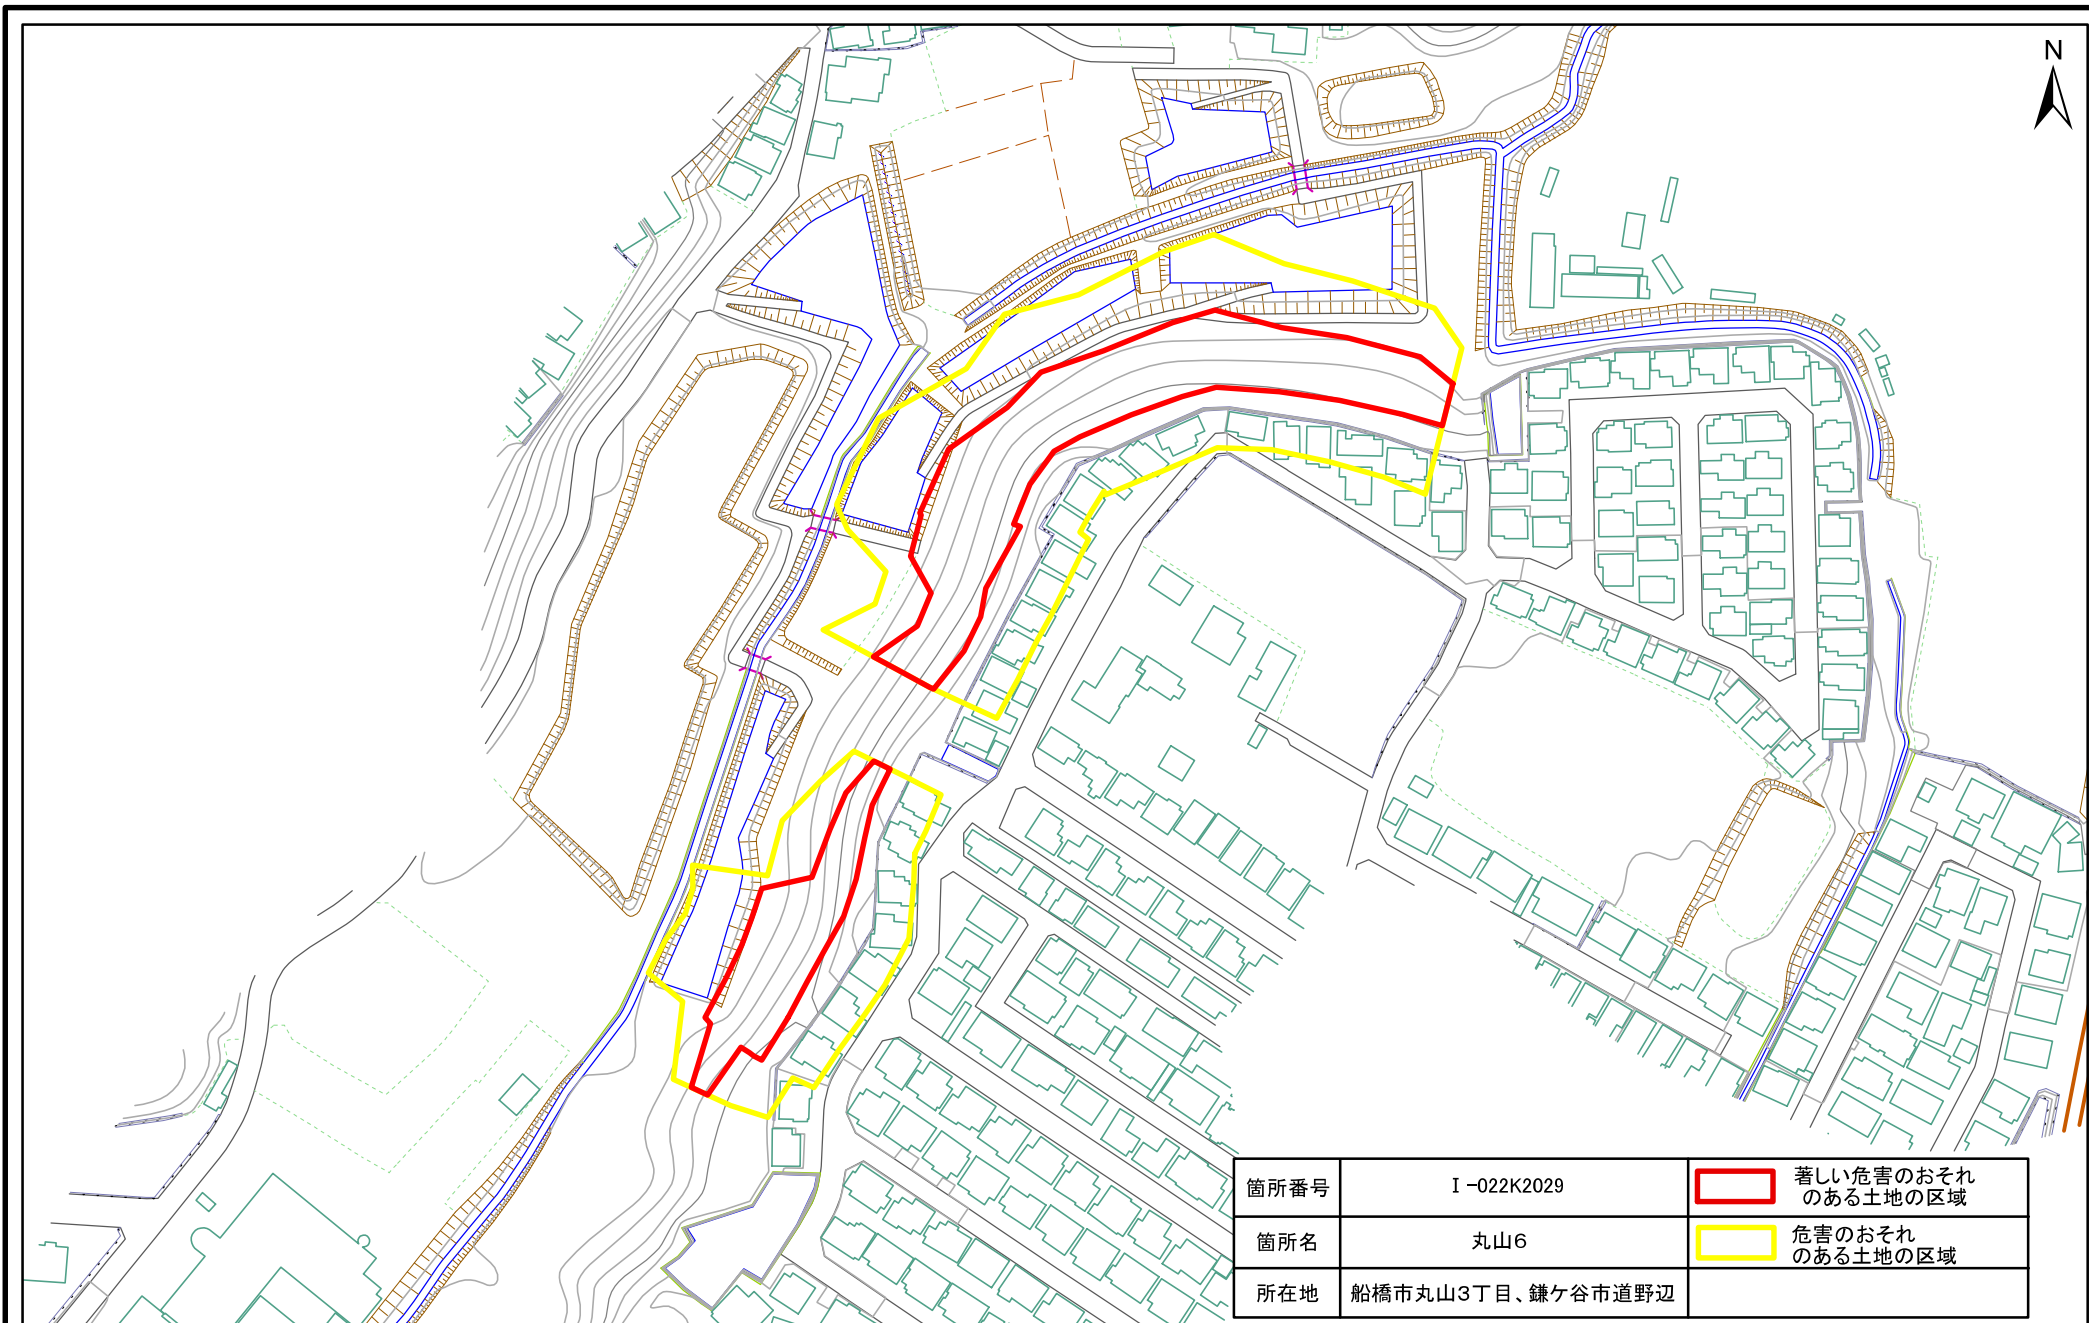 N
箇所番号
Ⅰ-022K2029
著しい危害のおそれ
のある土地の区域
箇所名
丸山6
危害のおそれ
のある土地の区域
所在地
船橋市丸山3丁目、鎌ケ谷市道野辺